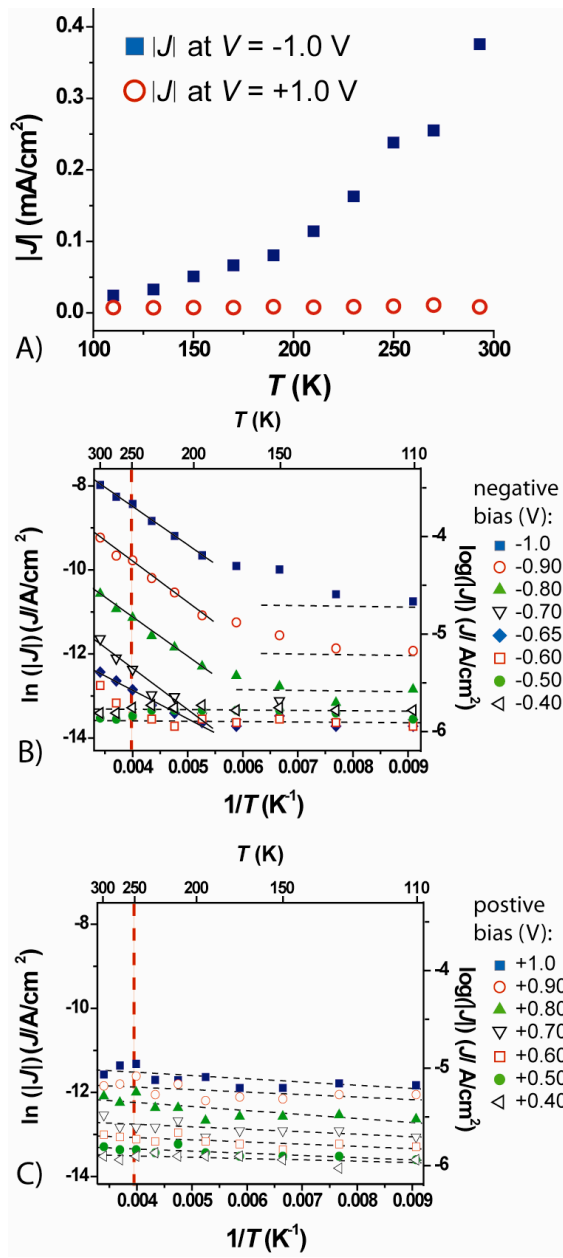 |J| at V = -1.0 V
|J| at V = +1.0 V
|J| (mA/cm²)
0.4
0.3
0.2
0.1
0.0
100 150 200 250 300
T (K)
A)
T (K)
300 250 200 150 110
ln (|J|) (J/A/cm²)
-8
-10
-12
-14
log(|J|) (J/ A/cm²)
-4
-5
-6
negative
bias (V):
-1.0
-0.90
-0.80
-0.70
-0.65
-0.60
-0.50
-0.40
0.004 0.005 0.006 0.007 0.008 0.009
1/T (K⁻¹)
B)
T (K)
300 250 200 150 110
ln (|J|) (J/A/cm²)
-8
-10
-12
-14
log(|J|) (J/ A/cm²)
-4
-5
-6
postive
bias (V):
+1.0
+0.90
+0.80
+0.70
+0.60
+0.50
+0.40
0.004 0.005 0.006 0.007 0.008 0.009
1/T (K⁻¹)
C)